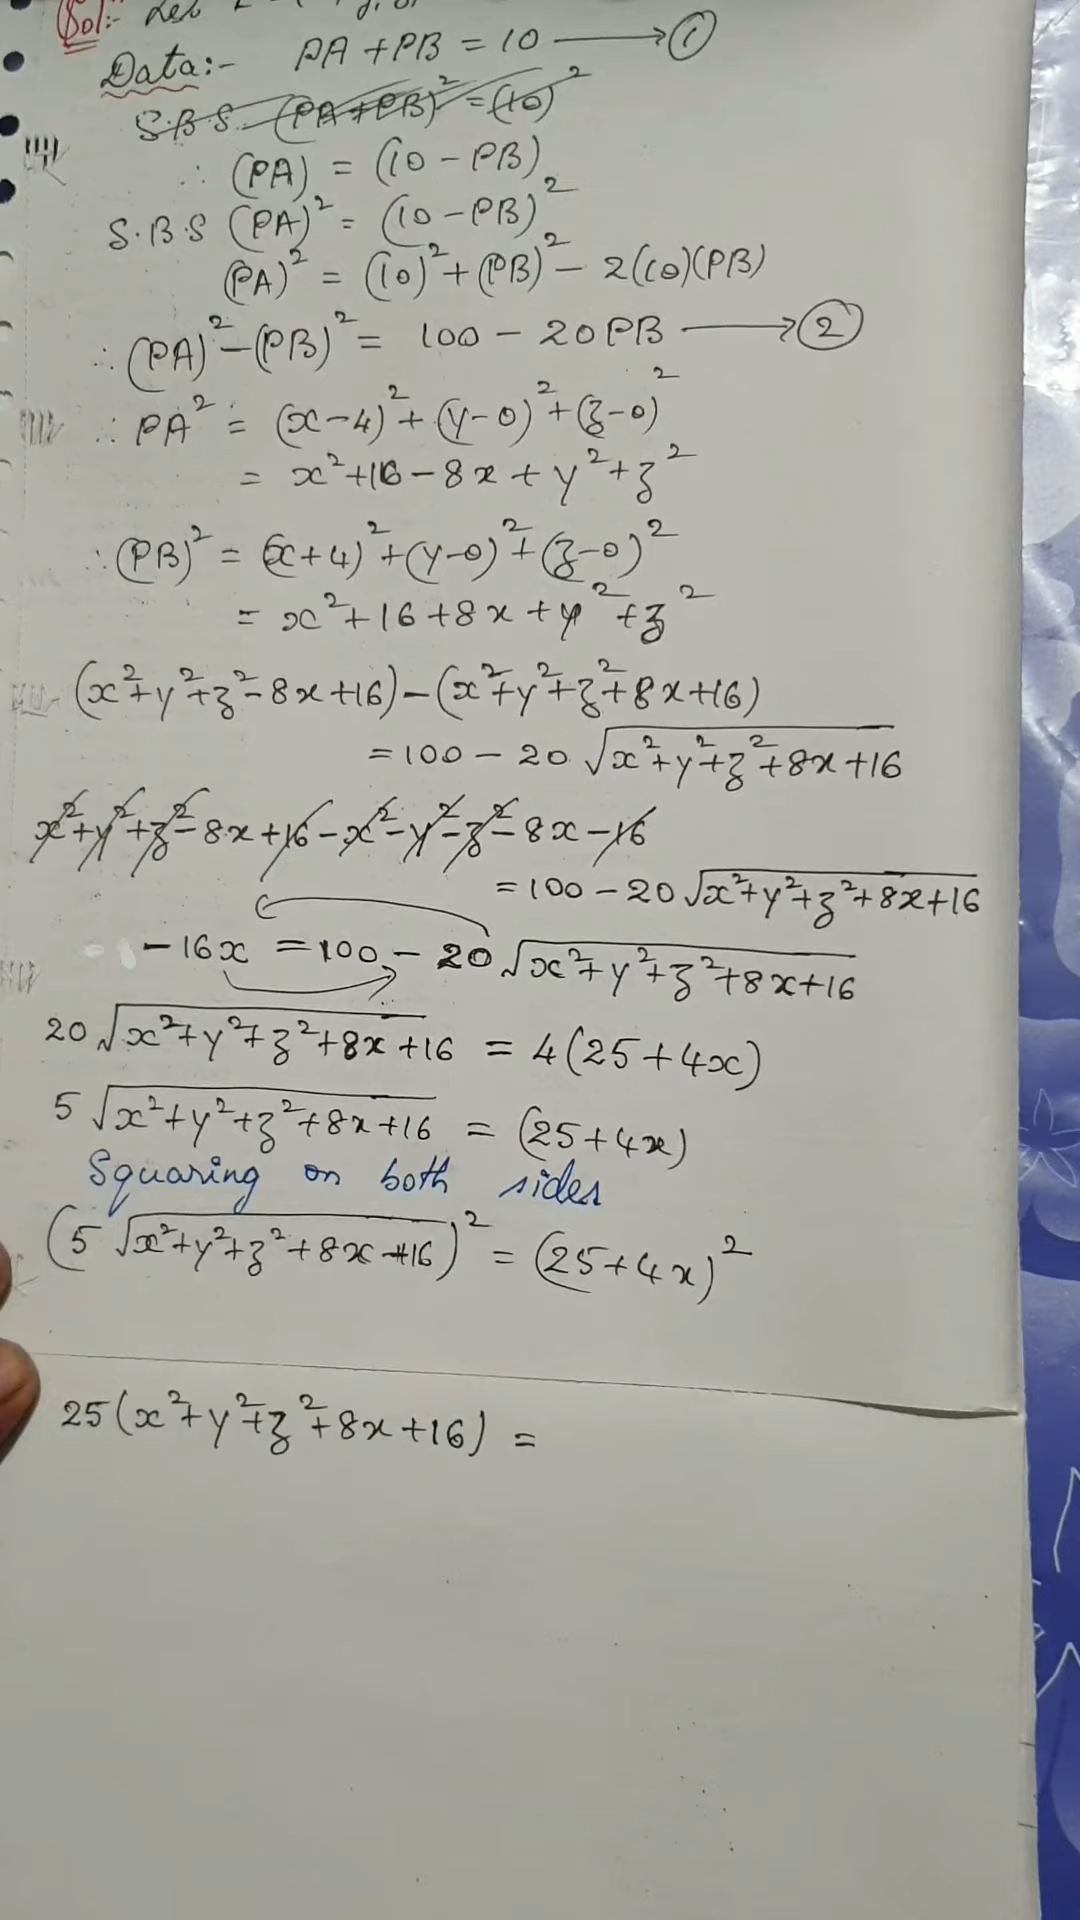 Sol:-
Data:- PA + PB = 10 ⟶ ①
S.B.S. (PA+PB)² = (10)²
∴ (PA) = (10 - PB)
S.B.S (PA)² = (10 - PB)²
(PA)² = (10)² + (PB)² - 2(10)(PB)
∴ (PA)² - (PB)² = 100 - 20PB ⟶ ②
∴ PA² = (x-4)² + (y-0)² + (z-0)²
= x² + 16 - 8x + y² + z²
∴ (PB)² = (x+4)² + (y-0)² + (z-0)²
= x² + 16 + 8x + y² + z²
(x²+y²+z²-8x+16) - (x²+y²+z²+8x+16)
= 100 - 20 √x²+y²+z²+8x+16
x²+y²+z²-8x+16-x²-y²-z²-8x-16
= 100 - 20 √x²+y²+z²+8x+16
-16x = 100 - 20 √x²+y²+z²+8x+16
20 √x²+y²+z²+8x+16 = 4(25+4x)
5 √x²+y²+z²+8x+16 = (25+4x)
Squaring on both sides
(5 √x²+y²+z²+8x+16)² = (25+4x)²
25(x²+y²+z²+8x+16) =